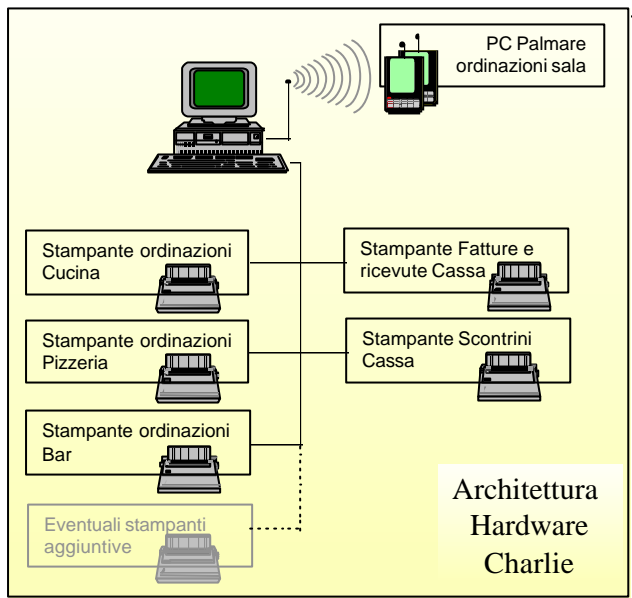 PC Palmare
ordinazioni sala
Stampante ordinazioni
Cucina
Stampante Fatture e
ricevute Cassa
Stampante ordinazioni
Pizzeria
Stampante Scontrini
Cassa
Stampante ordinazioni
Bar
Eventuali stampanti
aggiuntive
Architettura
Hardware
Charlie